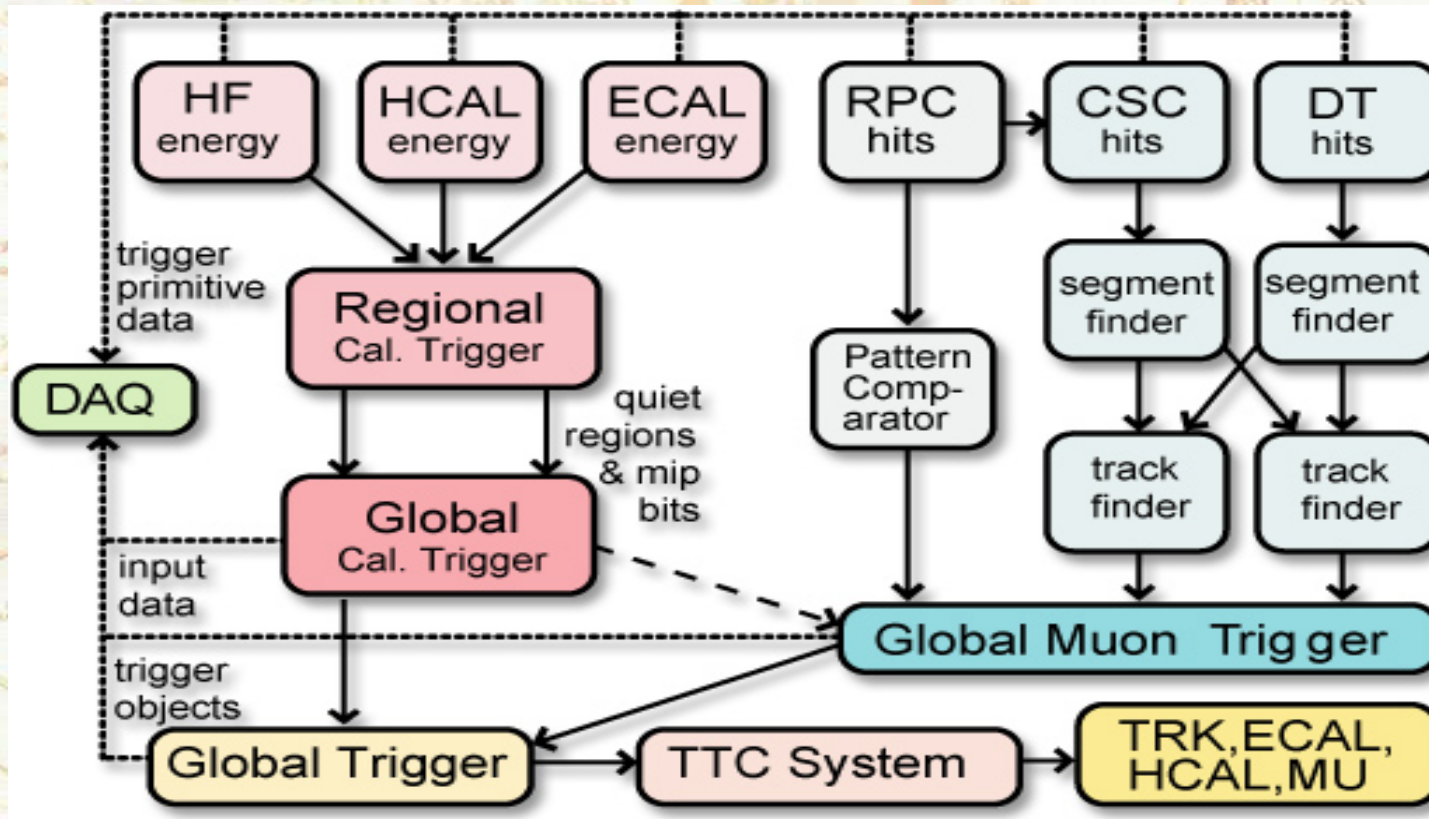 HF
energy
HCAL
energy
ECAL
energy
RPC
hits
CSC
hits
DT
hits
trigger
primitive
data
Regional
Cal. Trigger
segment
finder
segment
finder
Pattern
Comp-
arator
DAQ
quiet
regions
& mip
bits
track
finder
track
finder
Global
Cal. Trigger
input
data
Global Muon Trigger
trigger
objects
Global Trigger
TTC System
TRK,ECAL,
HCAL,MU